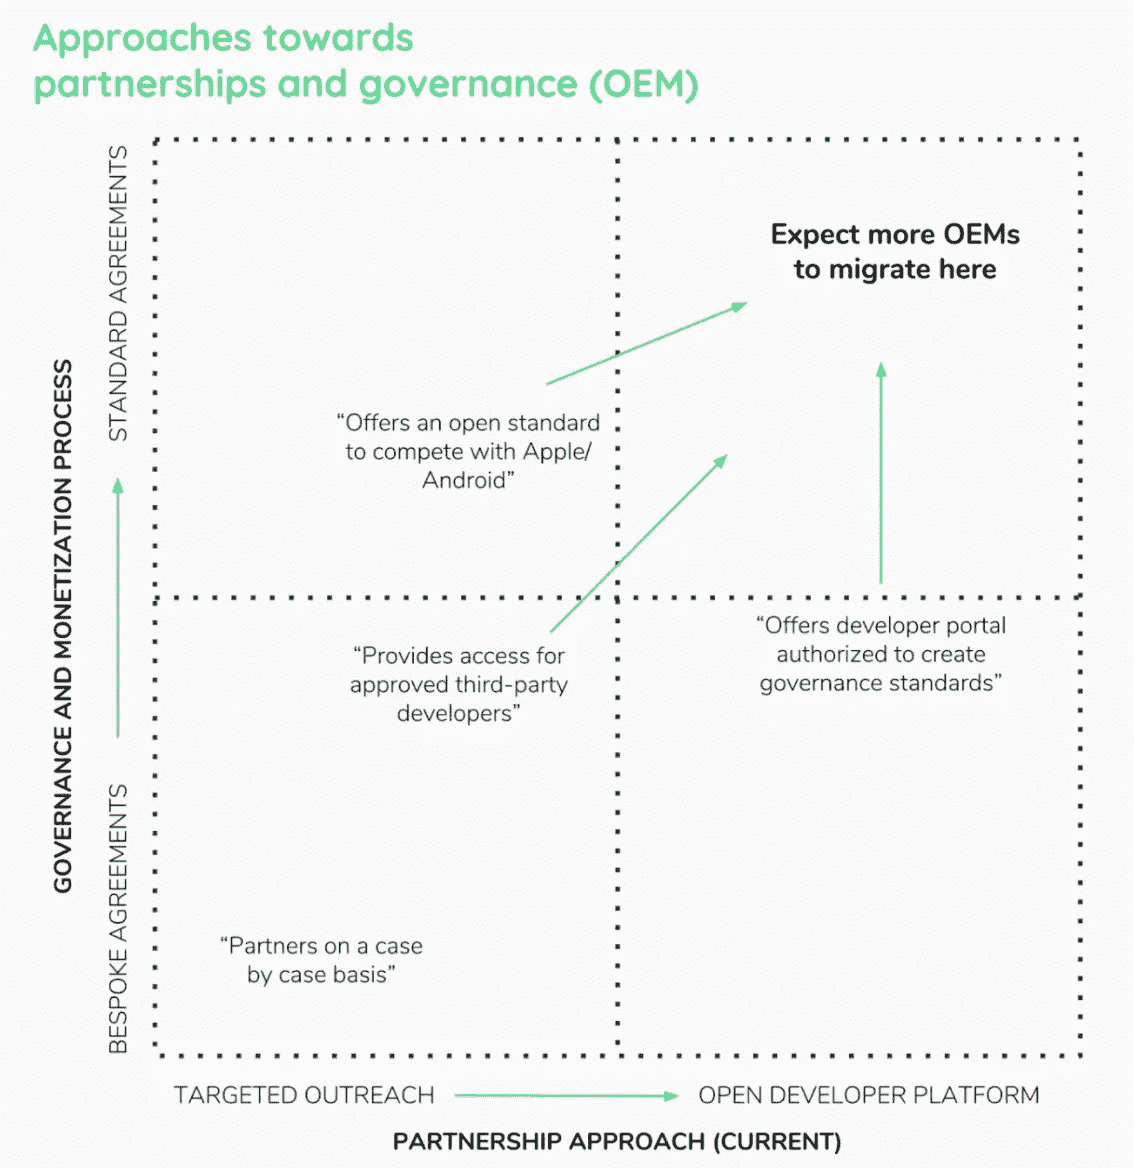 Approaches towards
partnerships and governance (OEM)
GOVERNANCE AND MONETIZATION PROCESS
STANDARD AGREEMENTS
BESPOKE AGREEMENTS
Expect more OEMs
to migrate here
“Offers an open standard
to compete with Apple/
Android”
“Provides access for
approved third-party
developers”
“Offers developer portal
authorized to create
governance standards”
“Partners on a case
by case basis”
TARGETED OUTREACH
OPEN DEVELOPER PLATFORM
PARTNERSHIP APPROACH (CURRENT)